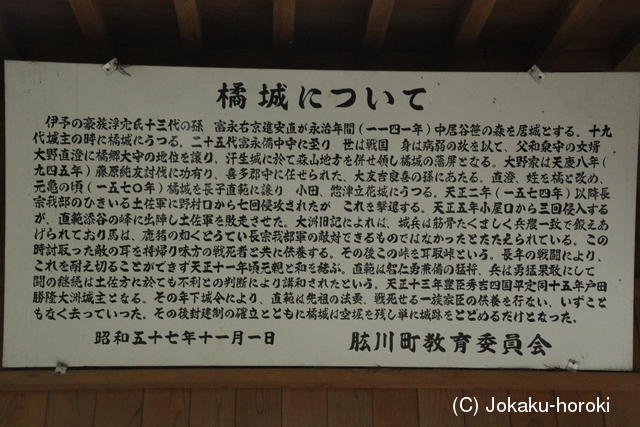 橘城について
伊予の豪族浮穴氏十三代の孫 富永右京進安直が永治年間(一一四一年)中居谷笹の森を居城とする。十九
代城主の時に橘城にうつる。二十五代富永備中守に至り 世は戦国 身は病弱の故を以て、父和泉守の女婿
大野直澄に橘郷大守の地位を譲り、汗生城に於て森山地方を併せ領し橘城の藩屏となる。大野家は天慶八年(
九四五年)藤原純友討伐に功有り、喜多郡守に任ぜられた、大友吉良喜の孫にあたる。直澄、蛭を橘と改め、
元亀の頃(一五七〇年)橘城を長子直範に譲り 小田、惣津立花城にうつる。天正二年(一五七四年)以降長
宗我部のひきいる土佐軍に野村口から七回侵攻されたが これを撃退する。天正五年小屋口から三回侵入する
が、直範添谷の峰に出陣し土佐軍を敗走させた。大洲旧記によれば、城兵は筋骨たくましく兵農一致で鍛えあ
げられており馬は、鹿猪の如くとうてい長宗我部軍の敵対できるものではなかったとたたえられている。この
時討取った敵の耳を持帰り味方の戦死者と共に供養する。その後この峠を耳取峠という。長年の戦闘により、
これを耐え切ることができず天正十一年頃元親と和を結ぶ。直範は智仁勇兼備の猛将、兵は勇猛果敢にして
闘の継続は土佐方に於ても不利との判断により講和されたという。天正十三年豊臣秀吉四国平定同十五年戸田
勝隆大洲城主となる。その年下城令により、直範は先祖の法要、戦死せる一族家臣の供養を行ない、いずこと
もなく去っていった。その後封建制の確立とともに橘城は空堀を残し単に城跡をとどめるだけとなった。
昭和五十七年十一月一日 肱川町教育委員会
(C) Jokaku-horoki